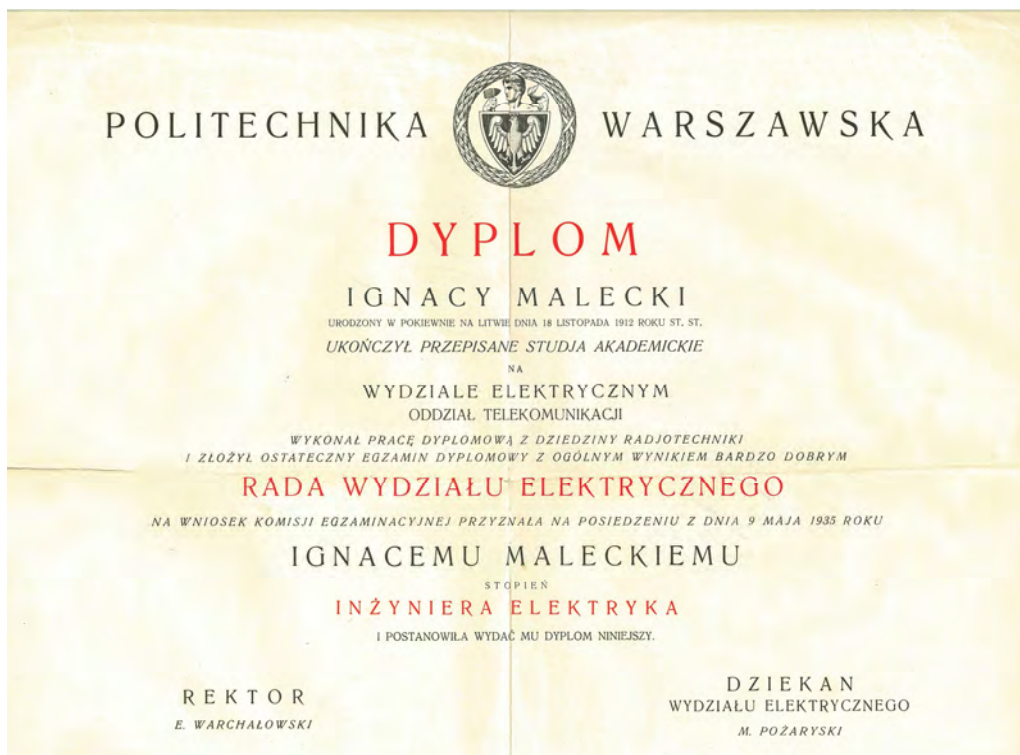 POLITECHNIKA WARSZAWSKA
DYPLOM
IGNACY MALECKI
URODZONY W POKIEWNIE NA LITWIE DNIA 18 LISTOPADA 1912 ROKU ST. ST.
UKOŃCZYŁ PRZEPISANE STUDJA AKADEMICKIE
NA
WYDZIALE ELEKTRYCZNYM
ODDZIAŁ TELEKOMUNIKACJI
WYKONAŁ PRACĘ DYPLOMOWĄ Z DZIEDZINY RADJOTECHNIKI
I ZŁOŻYŁ OSTATECZNY EGZAMIN DYPLOMOWY Z OGÓLNYM WYNIKIEM BARDZO DOBRYM
RADA WYDZIAŁU ELEKTRYCZNEGO
NA WNIOSEK KOMISJI EGZAMINACYJNEJ PRZYZNAŁA NA POSIEDZENIU Z DNIA 9 MAJA 1935 ROKU
IGNACEMU MALECKIEMU
STOPIEŃ
INŻYNIERA ELEKTRYKA
I POSTANOWIŁA WYDAĆ MU DYPLOM NINIEJSZY.
REKTOR
E. WARCHAŁOWSKI
DZIEKAN
WYDZIAŁU ELEKTRYCZNEGO
M. POŻARYSKI